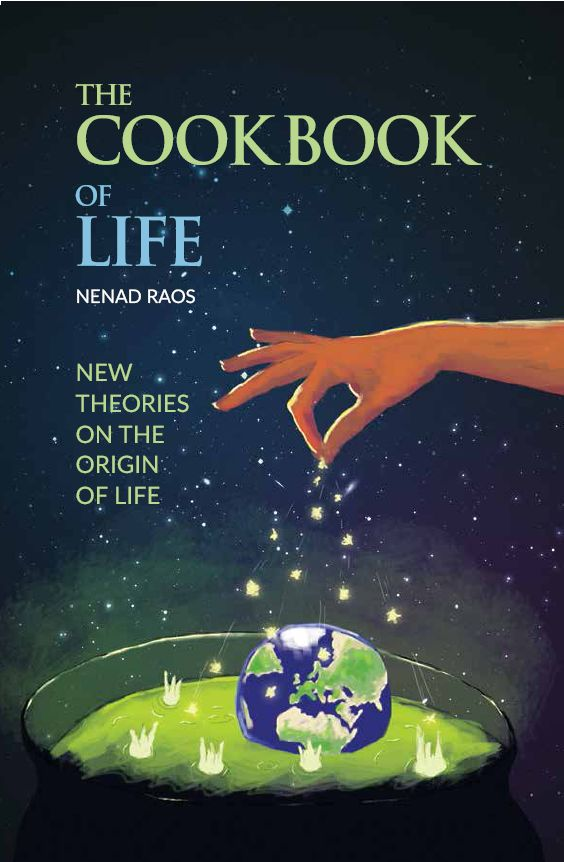 THE
COOKBOOK
OF
LIFE
NENAD RAOS
NEW
THEORIES
ON THE
ORIGIN
OF LIFE